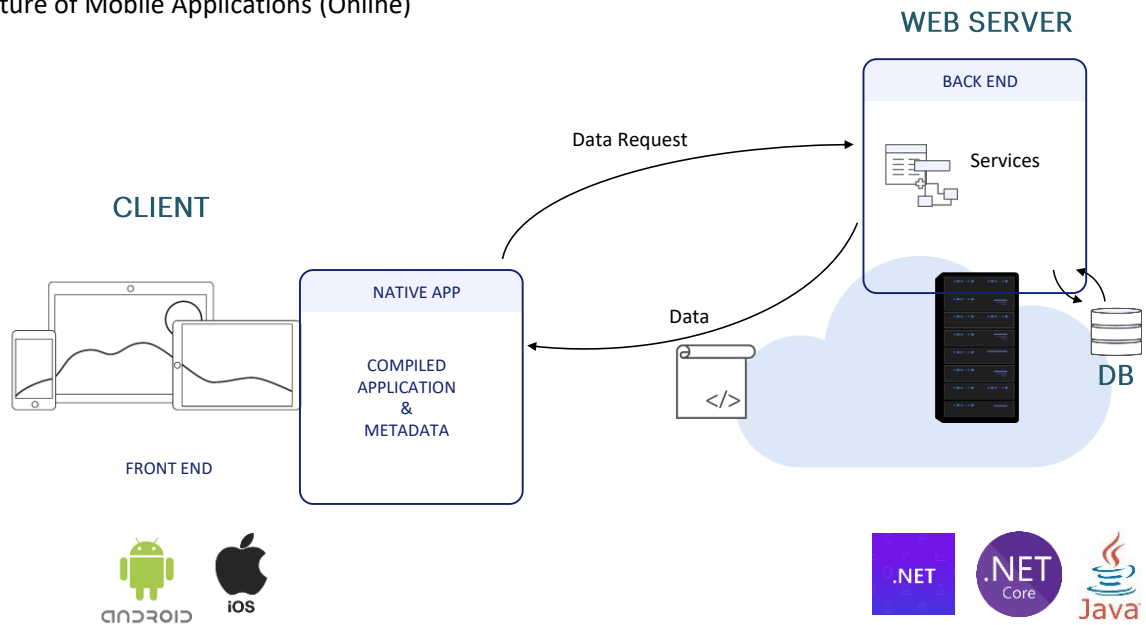 ture of Mobile Applications (Online)
WEB SERVER
BACK END
Data Request
Services
CLIENT
NATIVE APP
Data
COMPILED
APPLICATION
&
METADATA
</>
DB
FRONT END
android
iOS
.NET
.NET
Core
Java